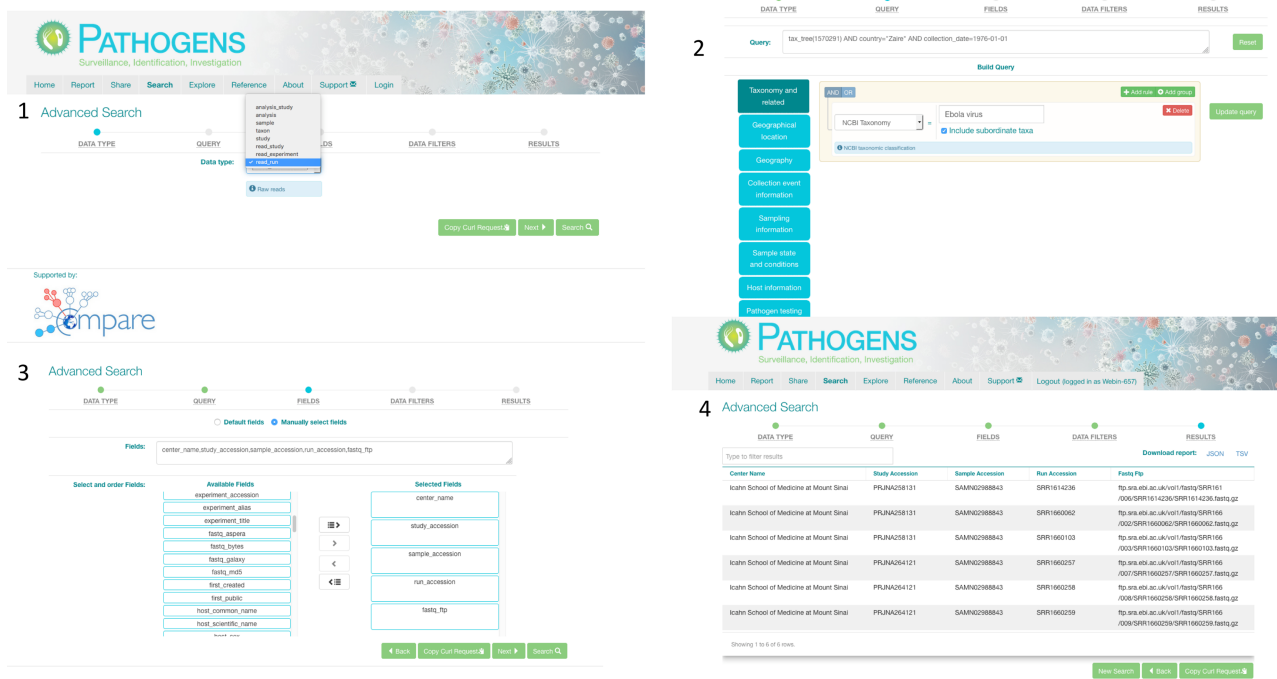 PATHOGENS
Surveillance, Identification, Investigation
Home Report Share Search Explore Reference About Support Login
1 Advanced Search
analysis_study
analysis
sample
taxon
study
read_study
read_experiment
✓ read_run
DATA TYPE QUERY DS DATA FILTERS RESULTS
Data type:
Raw reads
Copy Curl Request Next Search
Supported by:
Compare
2
DATA TYPE QUERY FIELDS DATA FILTERS RESULTS
Query: tax_tree(1570291) AND country="Zaire" AND collection_date=1976-01-01 Reset
Build Query
Taxonomy and
related
Geographical
location
Geography
Collection event
information
Sampling
information
Sample state
and conditions
Host information
Pathogen testing
AND OR + Add rule Add group
NCBI Taxonomy = Ebola virus Delete Update query
Include subordinate taxa
NCBI taxonomic classification
3 Advanced Search
DATA TYPE QUERY FIELDS DATA FILTERS RESULTS
Default fields Manually select fields
Fields: center_name,study_accession,sample_accession,run_accession,fastq_ftp
Select and order Fields: Available Fields Selected Fields
experiment_accession
experiment_alias
experiment_title
fastq_aspera
fastq_bytes
fastq_galaxy
fastq_md5
first_created
first_public
host_common_name
host_scientific_name
center_name
study_accession
sample_accession
run_accession
fastq_ftp
Back Copy Curl Request Next Search
PATHOGENS
Surveillance, Identification, Investigation
Home Report Share Search Explore Reference About Support Logout (logged in as Webin-657)
4 Advanced Search
DATA TYPE QUERY FIELDS DATA FILTERS RESULTS
Type to filter results Download report: JSON TSV
Center Name Study Accession Sample Accession Run Accession Fastq Ftp
Icahn School of Medicine at Mount Sinai PRJNA258131 SAMN02988843 SRR1614236 ftp.sra.ebi.ac.uk/vol1/fastq/SRR161
/006/SRR1614236/SRR1614236.fastq.gz
Icahn School of Medicine at Mount Sinai PRJNA258131 SAMN02988843 SRR1660062 ftp.sra.ebi.ac.uk/vol1/fastq/SRR166
/002/SRR1660062/SRR1660062.fastq.gz
Icahn School of Medicine at Mount Sinai PRJNA258131 SAMN02988843 SRR1660103 ftp.sra.ebi.ac.uk/vol1/fastq/SRR166
/003/SRR1660103/SRR1660103.fastq.gz
Icahn School of Medicine at Mount Sinai PRJNA264121 SAMN02988843 SRR1660257 ftp.sra.ebi.ac.uk/vol1/fastq/SRR166
/007/SRR1660257/SRR1660257.fastq.gz
Icahn School of Medicine at Mount Sinai PRJNA264121 SAMN02988843 SRR1660258 ftp.sra.ebi.ac.uk/vol1/fastq/SRR166
/008/SRR1660258/SRR1660258.fastq.gz
Icahn School of Medicine at Mount Sinai PRJNA264121 SAMN02988843 SRR1660259 ftp.sra.ebi.ac.uk/vol1/fastq/SRR166
/009/SRR1660259/SRR1660259.fastq.gz
Showing 1 to 6 of 6 rows.
New Search Back Copy Curl Request